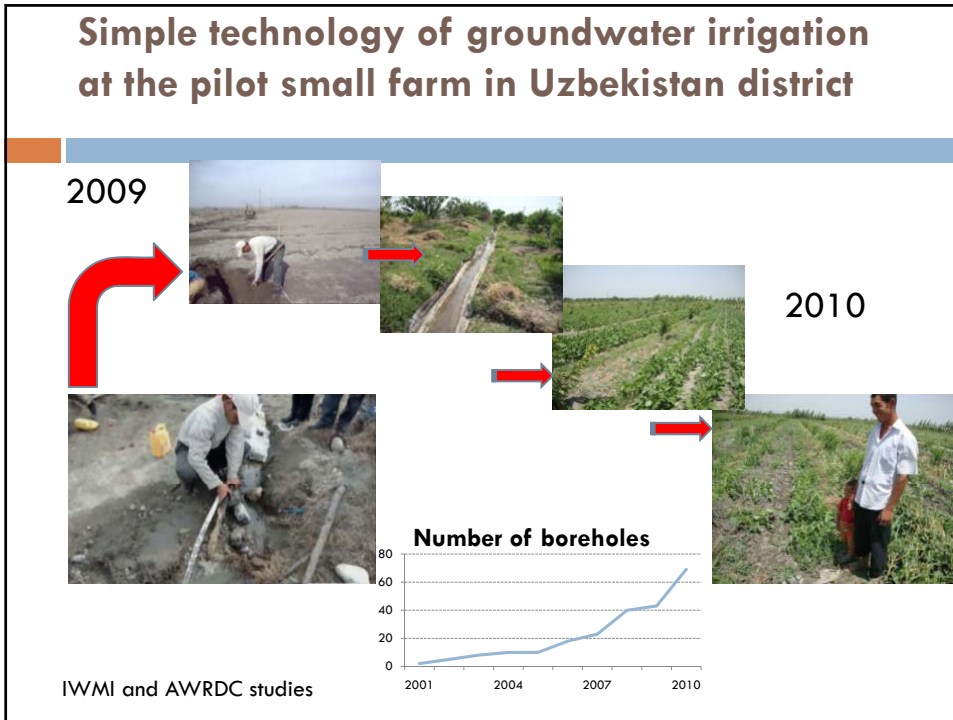 Simple technology of groundwater irrigation
at the pilot small farm in Uzbekistan district
2009
2010
Number of boreholes
80
60
40
20
0
2001 2004 2007 2010
IWMI and AWRDC studies